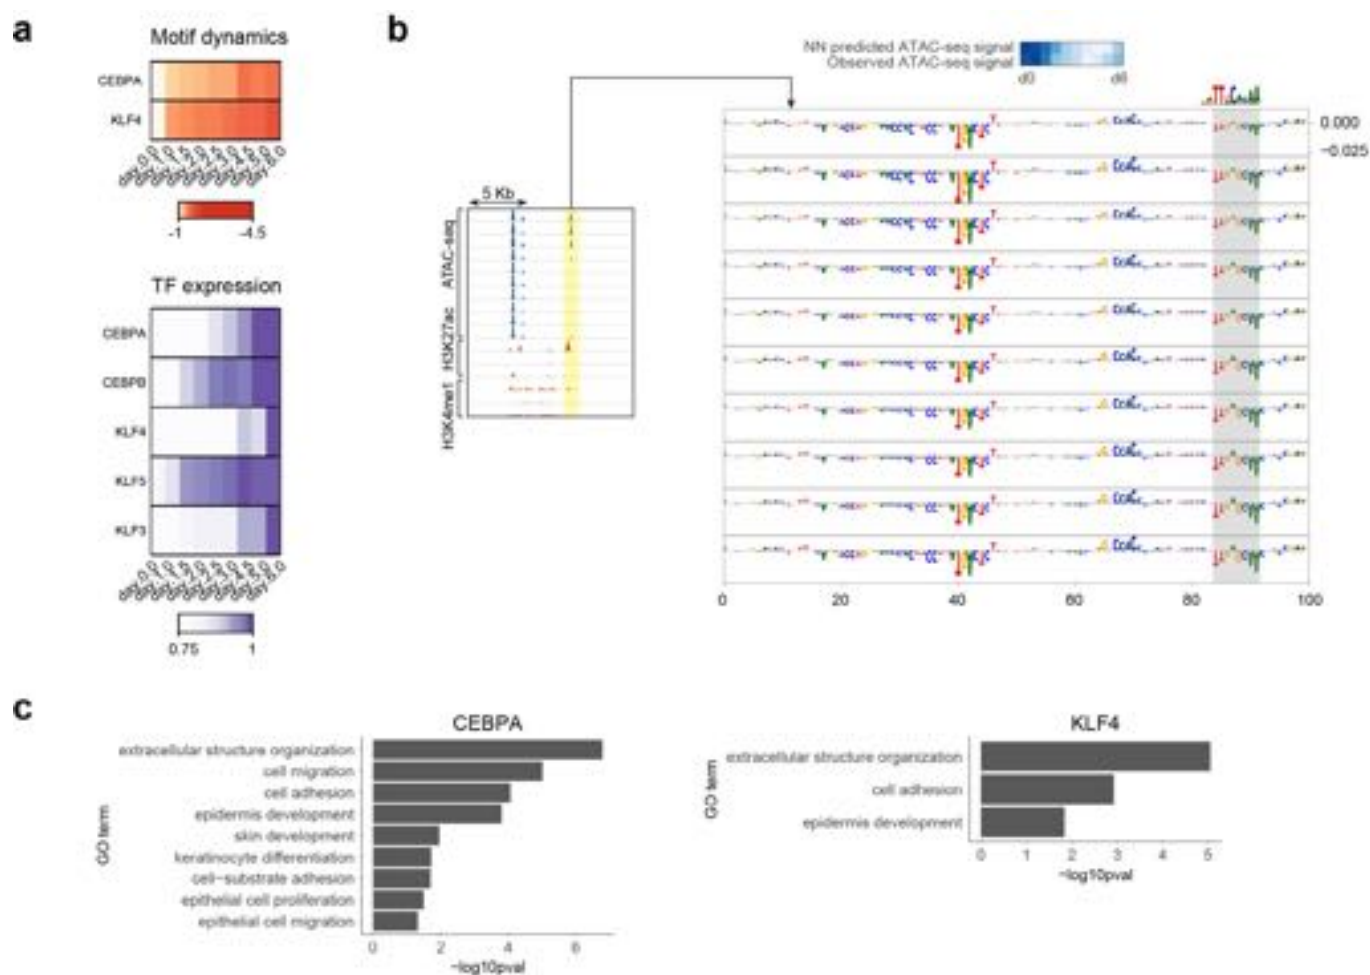 a
Motif dynamics
CEBPA
KLF4
-1
-4.5
TF expression
CEBPA
CEBPB
KLF4
KLF5
KLF3
0.75
1
b
NN predicted ATAC-seq signal
Observed ATAC-seq signal
d0
d6
5 Kb
ATAC-seq
H3K27ac
H3K4me1
0.000
−0.025
0
20
40
60
80
100
c
CEBPA
GO term
extracellular structure organization
cell migration
cell adhesion
epidermis development
skin development
keratinocyte differentiation
cell−substrate adhesion
epithelial cell proliferation
epithelial cell migration
0
2
4
6
−log10pval
KLF4
GO term
extracellular structure organization
cell adhesion
epidermis development
0
1
2
3
4
5
−log10pval